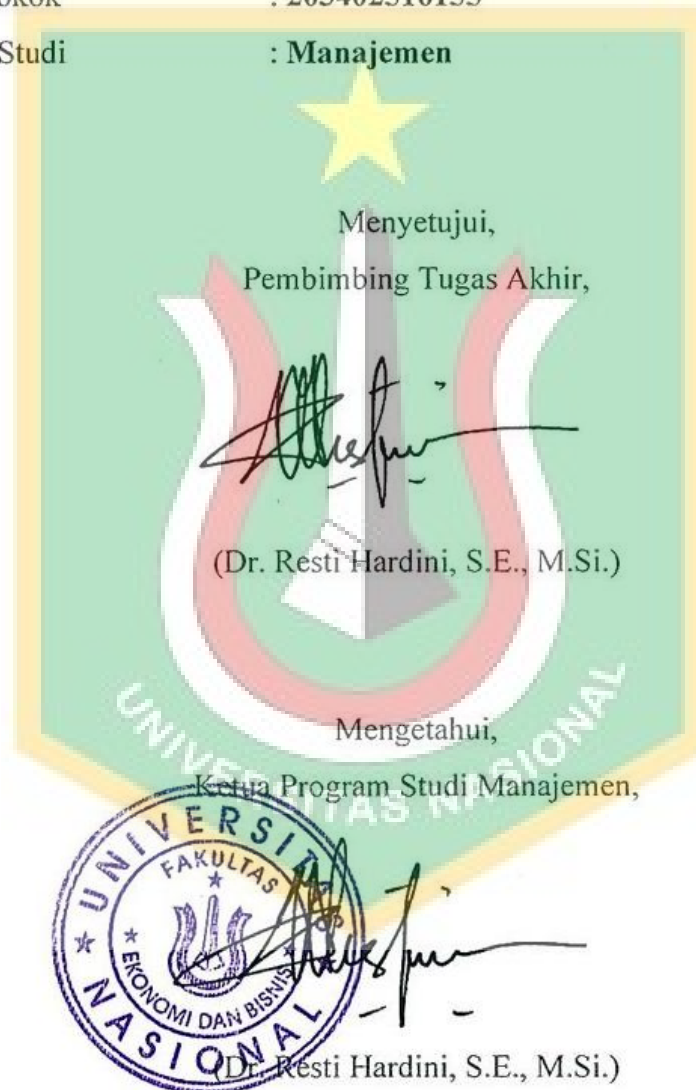 : Manajemen
Studi
Menyetujui,
Pembimbing Tugas Akhir,
(Dr. Resti Hardini, S.E., M.Si.)
Mengetahui,
Ketua Program Studi Manajemen,
(Dr. Resti Hardini, S.E., M.Si.)
UNIVERSITAS NASIONAL
UNIVERSITAS NASIONAL
FAKULTAS
EKONOMI DAN BISNIS